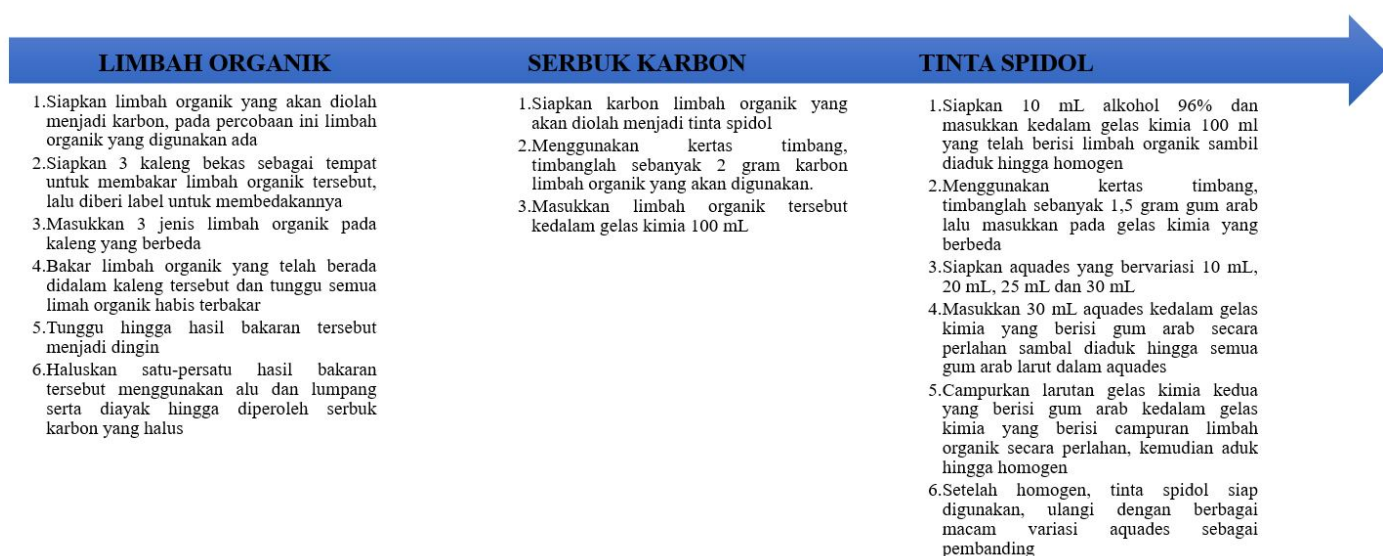 LIMBAH ORGANIK
1.Siapkan limbah organik yang akan diolah
menjadi karbon, pada percobaan ini limbah
organik yang digunakan ada
2.Siapkan 3 kaleng bekas sebagai tempat
untuk membakar limbah organik tersebut,
lalu diberi label untuk membedakannya
3.Masukkan 3 jenis limbah organik pada
kaleng yang berbeda
4.Bakar limbah organik yang telah berada
didalam kaleng tersebut dan tunggu semua
limah organik habis terbakar
5.Tunggu hingga hasil bakaran tersebut
menjadi dingin
6.Haluskan satu-persatu hasil bakaran
tersebut menggunakan alu dan lumpang
serta diayak hingga diperoleh serbuk
karbon yang halus
SERBUK KARBON
1.Siapkan karbon limbah organik yang
akan diolah menjadi tinta spidol
2.Menggunakan kertas timbang,
timbanglah sebanyak 2 gram karbon
limbah organik yang akan digunakan.
3.Masukkan limbah organik tersebut
kedalam gelas kimia 100 mL
TINTA SPIDOL
1.Siapkan 10 mL alkohol 96% dan
masukkan kedalam gelas kimia 100 ml
yang telah berisi limbah organik sambil
diaduk hingga homogen
2.Menggunakan kertas timbang,
timbanglah sebanyak 1,5 gram gum arab
lalu masukkan pada gelas kimia yang
berbeda
3.Siapkan aquades yang bervariasi 10 mL,
20 mL, 25 mL dan 30 mL
4.Masukkan 30 mL aquades kedalam gelas
kimia yang berisi gum arab secara
perlahan sambal diaduk hingga semua
gum arab larut dalam aquades
5.Campurkan larutan gelas kimia kedua
yang berisi gum arab kedalam gelas
kimia yang berisi campuran limbah
organik secara perlahan, kemudian aduk
hingga homogen
6.Setelah homogen, tinta spidol siap
digunakan, ulangi dengan berbagai
macam variasi aquades sebagai
pembanding